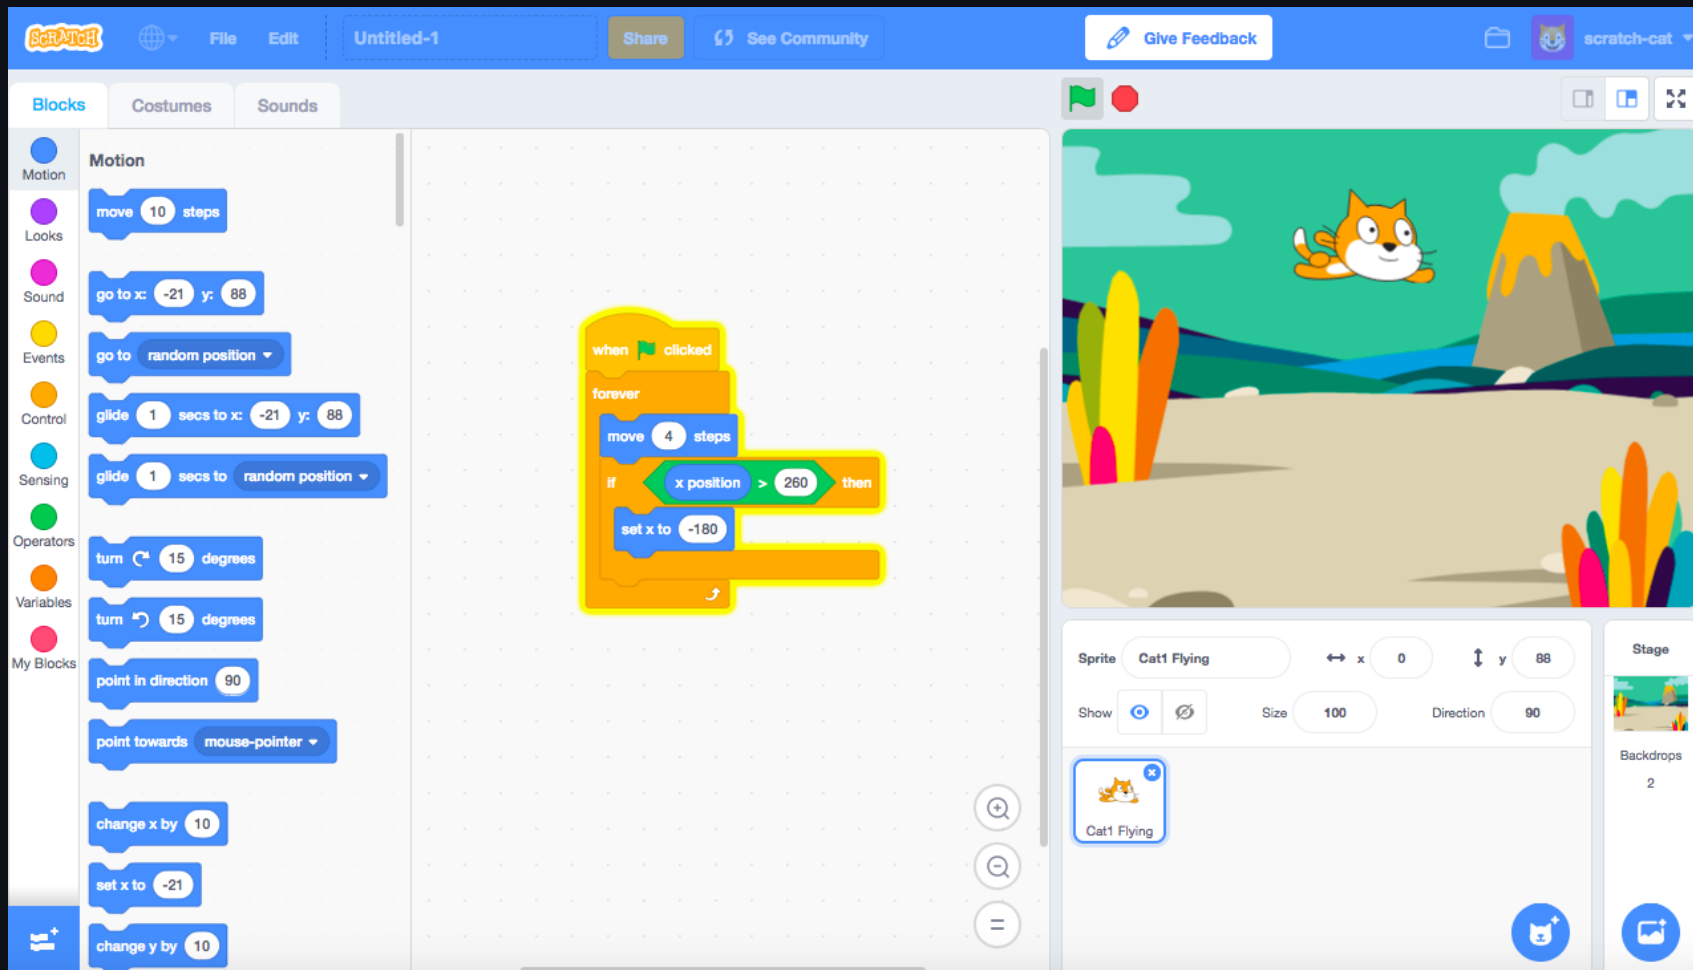 SCRATCH File Edit Untitled-1 Share See Community Give Feedback scratch-cat
Blocks Costumes Sounds
Motion
Looks
Sound
Events
Control
Sensing
Operators
Variables
My Blocks
Motion
move 10 steps
go to x: -21 y: 88
go to random position
glide 1 secs to x: -21 y: 88
glide 1 secs to random position
turn 15 degrees
turn 15 degrees
point in direction 90
point towards mouse-pointer
change x by 10
set x to -21
change y by 10
when clicked
forever
move 4 steps
if x position > 260 then
set x to -180
Sprite Cat1 Flying x 0 y 88
Show Size 100 Direction 90
Cat1 Flying
Stage
Backdrops
2